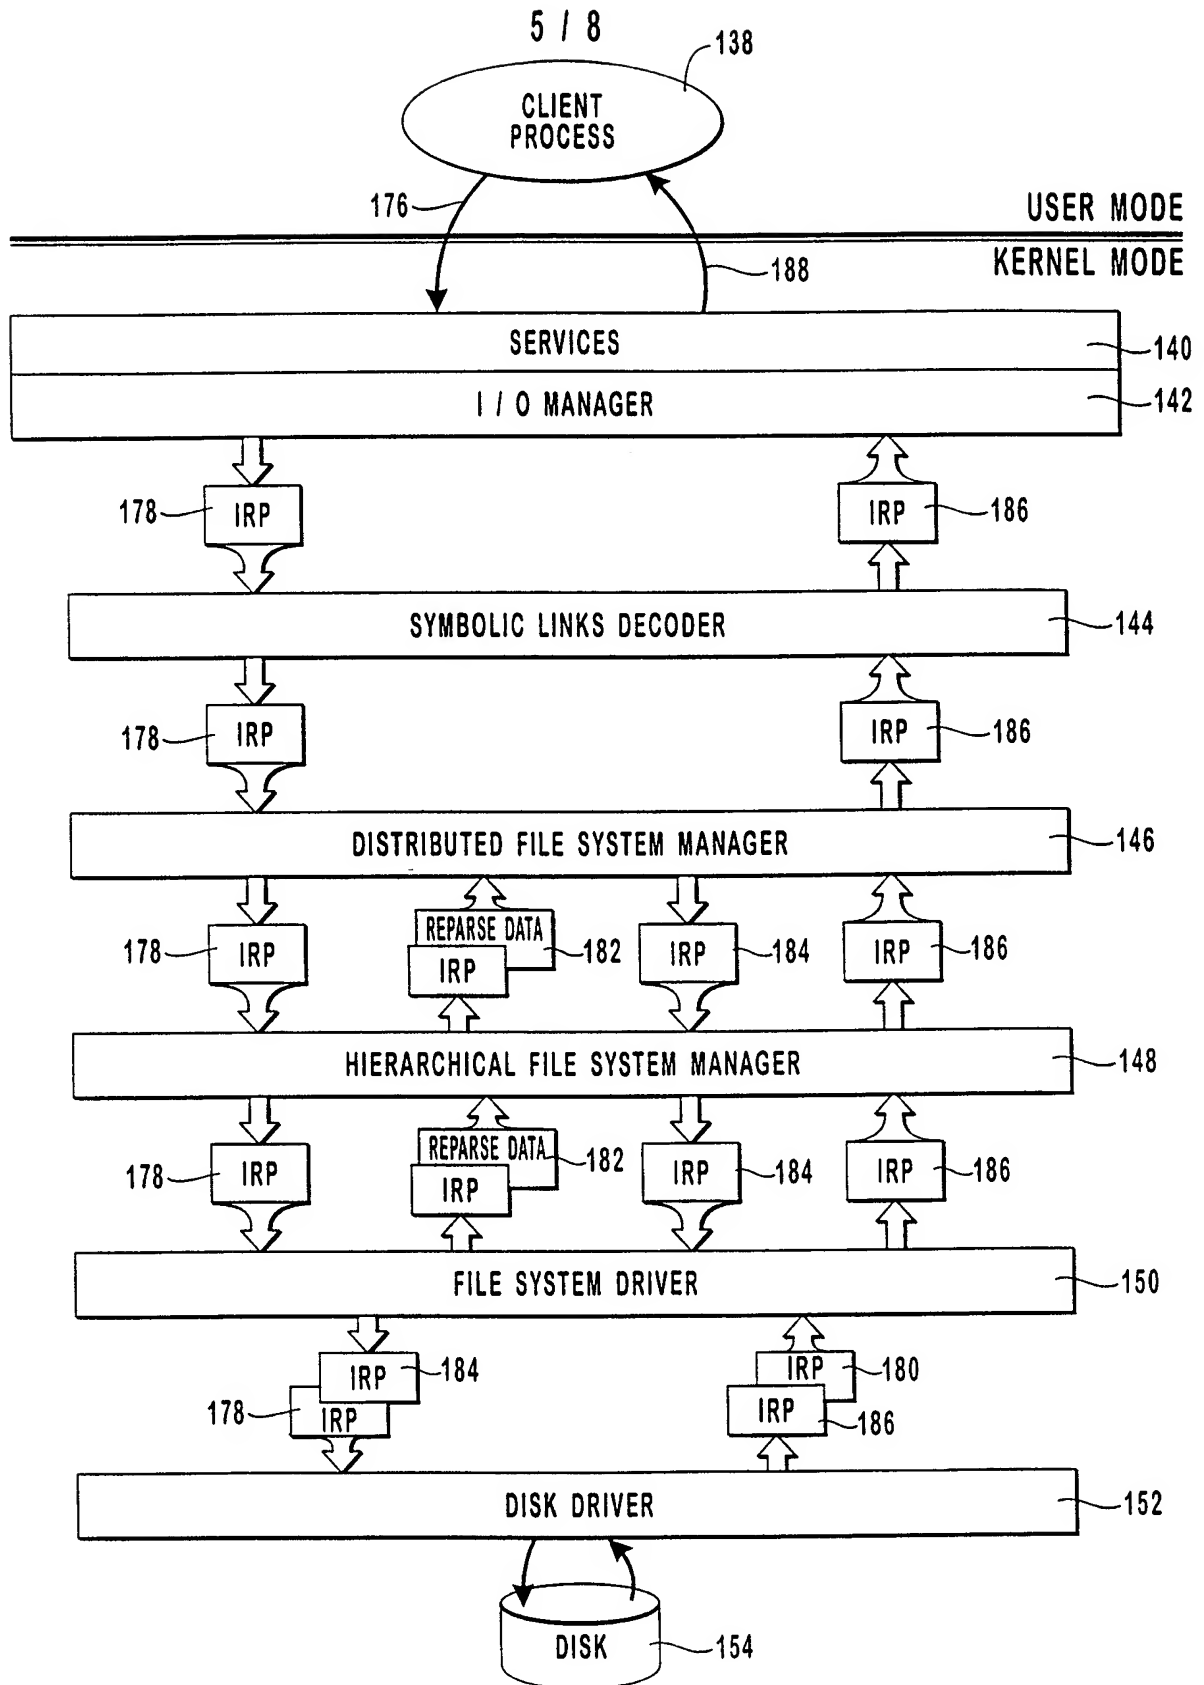 5 / 8
138
CLIENT
PROCESS
176
USER MODE
KERNEL MODE
188
SERVICES
140
I / O MANAGER
142
178
IRP
IRP
186
SYMBOLIC LINKS DECODER
144
178
IRP
IRP
186
DISTRIBUTED FILE SYSTEM MANAGER
146
178
IRP
REPARSE DATA
IRP
182
IRP
184
IRP
186
HIERARCHICAL FILE SYSTEM MANAGER
148
178
IRP
REPARSE DATA
IRP
182
IRP
184
IRP
186
FILE SYSTEM DRIVER
150
IRP
184
178
IRP
IRP
180
IRP
186
DISK DRIVER
152
DISK
154